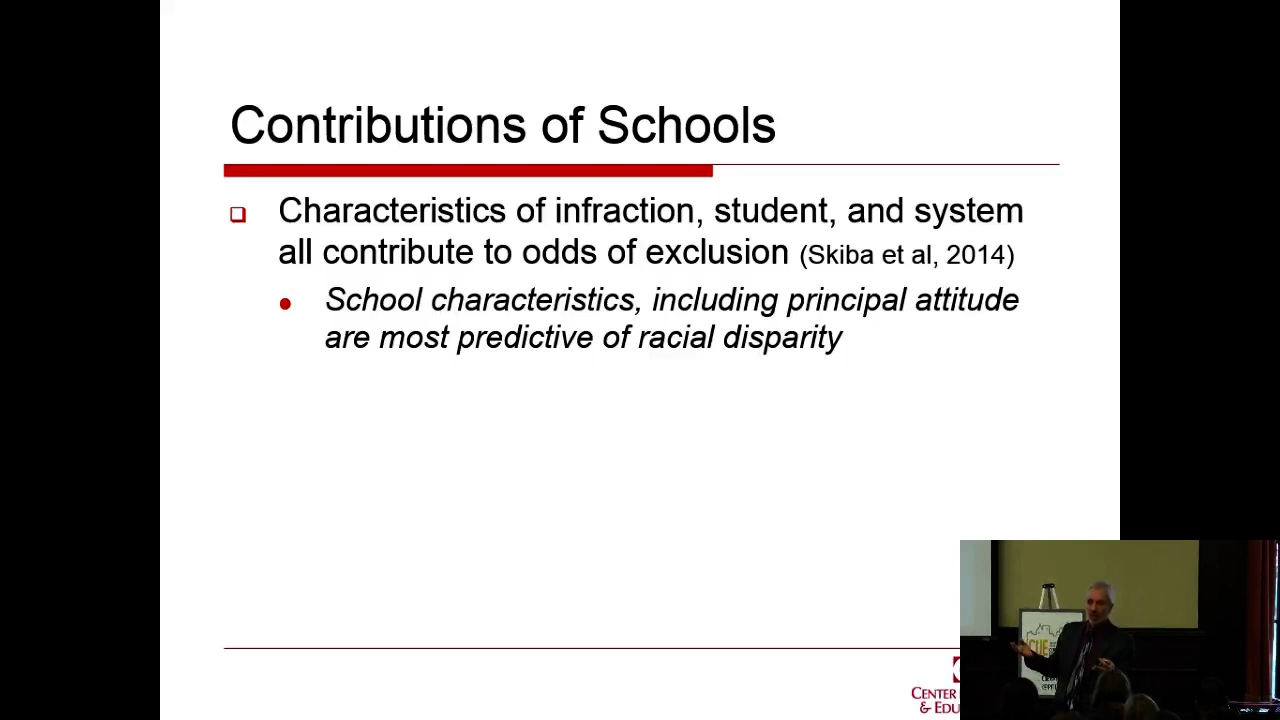 Contributions of Schools
Characteristics of infraction, student, and system
all contribute to odds of exclusion (Skiba et al, 2014)
School characteristics, including principal attitude
are most predictive of racial disparity
CENTER
& EDU